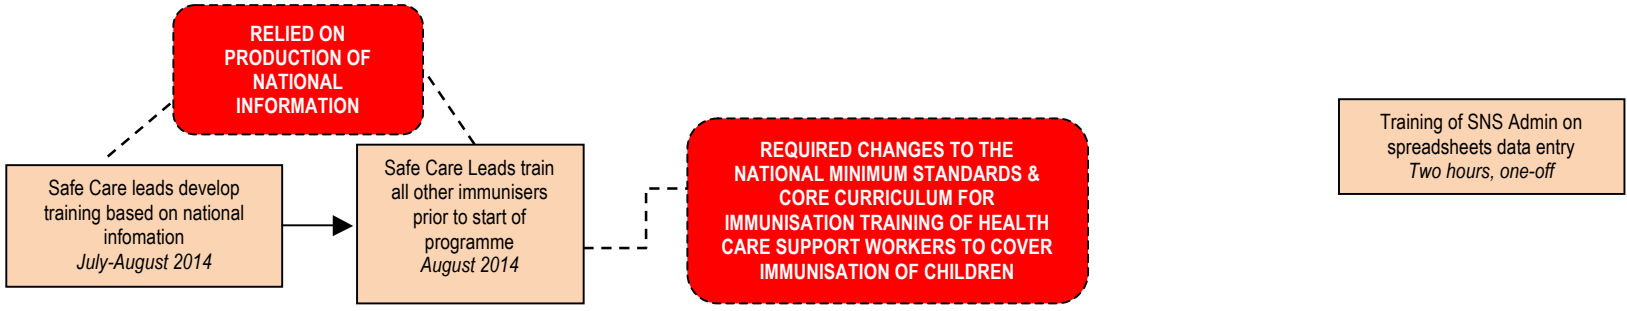 RELIED ON
PRODUCTION OF
NATIONAL
INFORMATION
Safe Care leads develop
training based on national
infomation
July-August 2014
Safe Care Leads train
all other immunisers
prior to start of
programme
August 2014
REQUIRED CHANGES TO THE
NATIONAL MINIMUM STANDARDS &
CORE CURRICULUM FOR
IMMUNISATION TRAINING OF HEALTH
CARE SUPPORT WORKERS TO COVER
IMMUNISATION OF CHILDREN
Training of SNS Admin on
spreadsheets data entry
Two hours, one-off